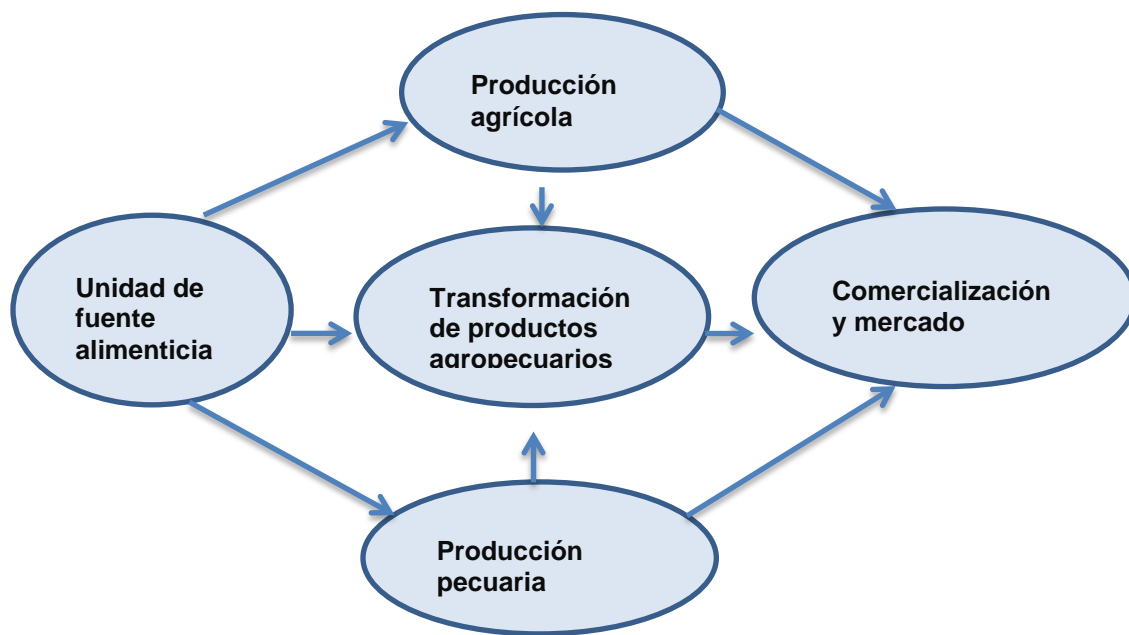 Producción
agrícola
Unidad de
fuente
alimenticia
Transformación
de productos
agropecuarios
Comercialización
y mercado
Producción
pecuaria